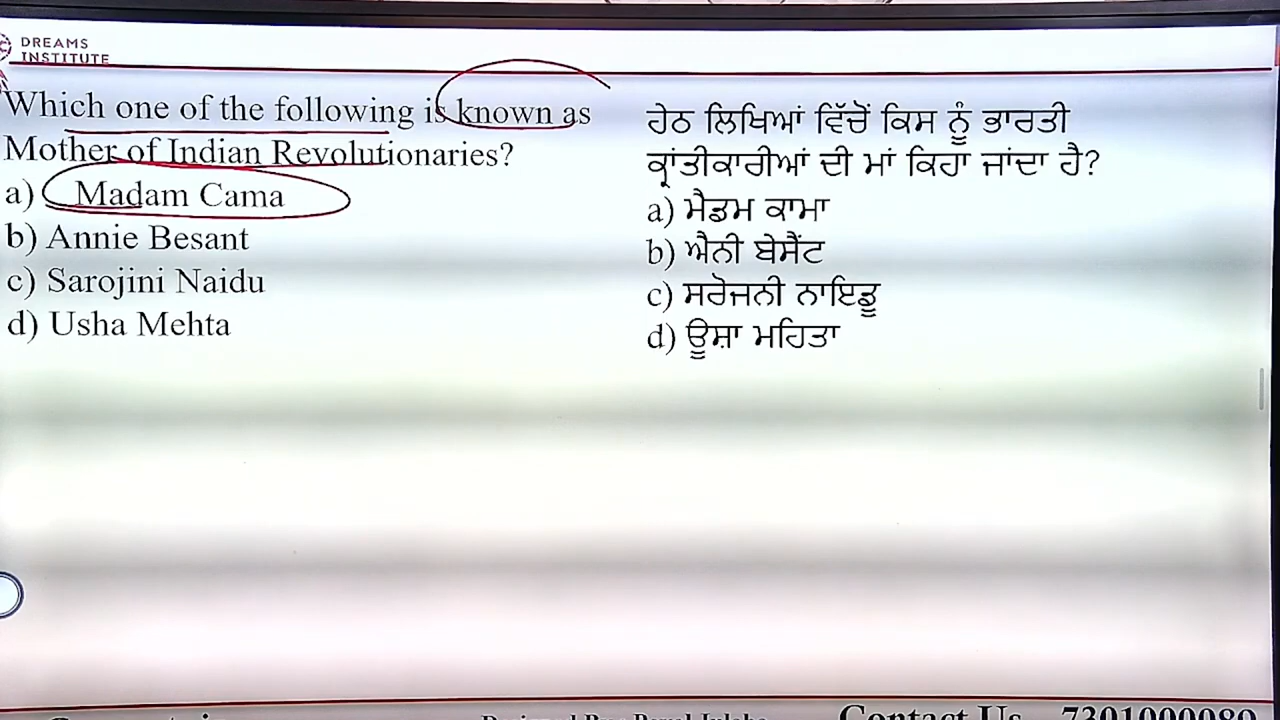 DREAMS
INSTITUTE
Which one of the following is known as
Mother of Indian Revolutionaries?
a) Madam Cama
b) Annie Besant
c) Sarojini Naidu
d) Usha Mehta
ਹੇਠ ਲਿਖਿਆਂ ਵਿੱਚੋਂ ਕਿਸ ਨੂੰ ਭਾਰਤੀ
ਕ੍ਰਾਂਤੀਕਾਰੀਆਂ ਦੀ ਮਾਂ ਕਿਹਾ ਜਾਂਦਾ ਹੈ?
a) ਮੈਡਮ ਕਾਮਾ
b) ਐਨੀ ਬੇਸੈਂਟ
c) ਸਰੋਜਨੀ ਨਾਇਡੂ
d) ਊਸ਼ਾ ਮਹਿਤਾ
Contact Us 7301000080